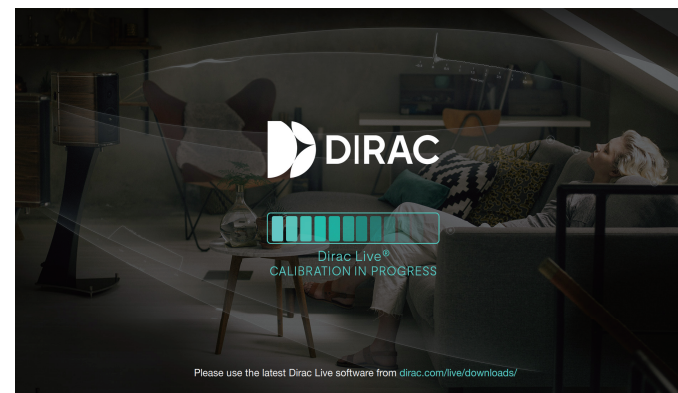 DIRAC
Dirac Live®
CALIBRATION IN PROGRESS
Please use the latest Dirac Live software from dirac.com/live/downloads/